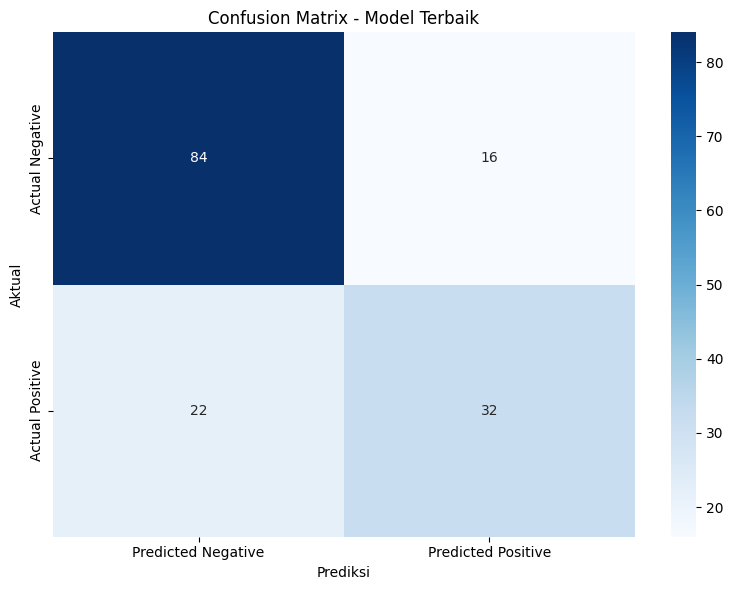 Confusion Matrix - Model Terbaik
Aktual
Actual Negative
84
16
Actual Positive
22
32
Predicted Negative
Predicted Positive
Prediksi
80
70
60
50
40
30
20